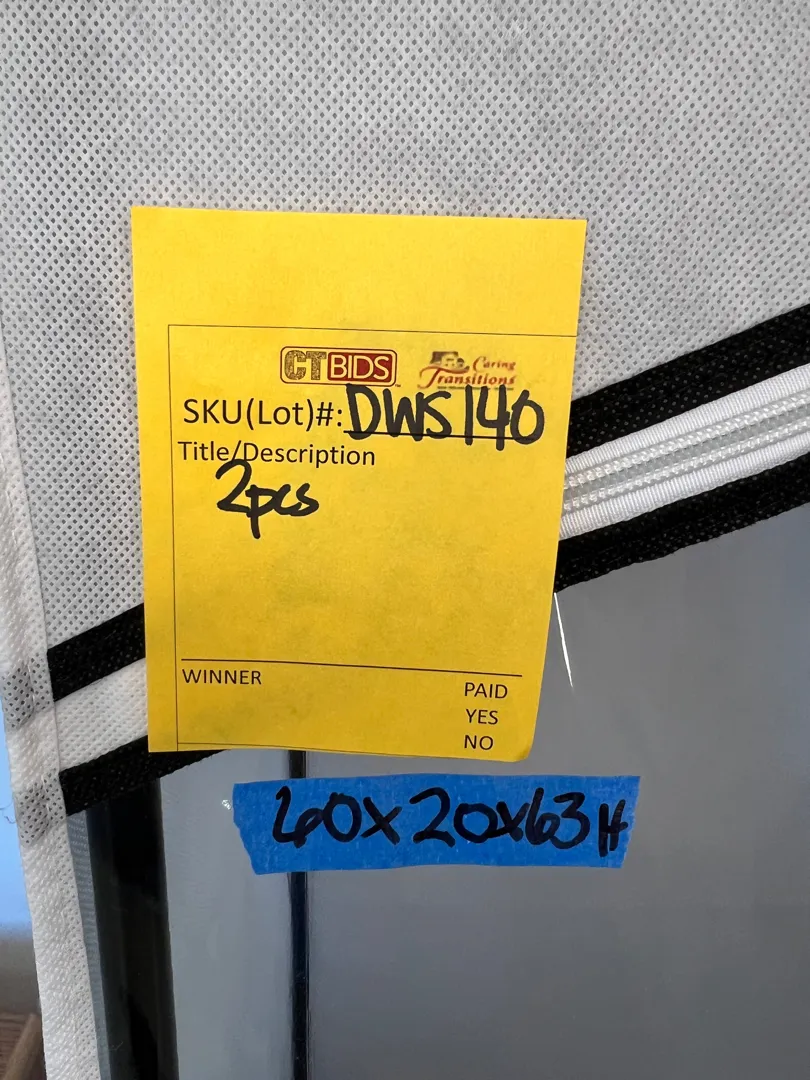 CTBIDS
Caring
Transitions
SKU(Lot)#: DWS140
Title/Description
2pcs
WINNER
PAID
YES
NO
60x20x63H